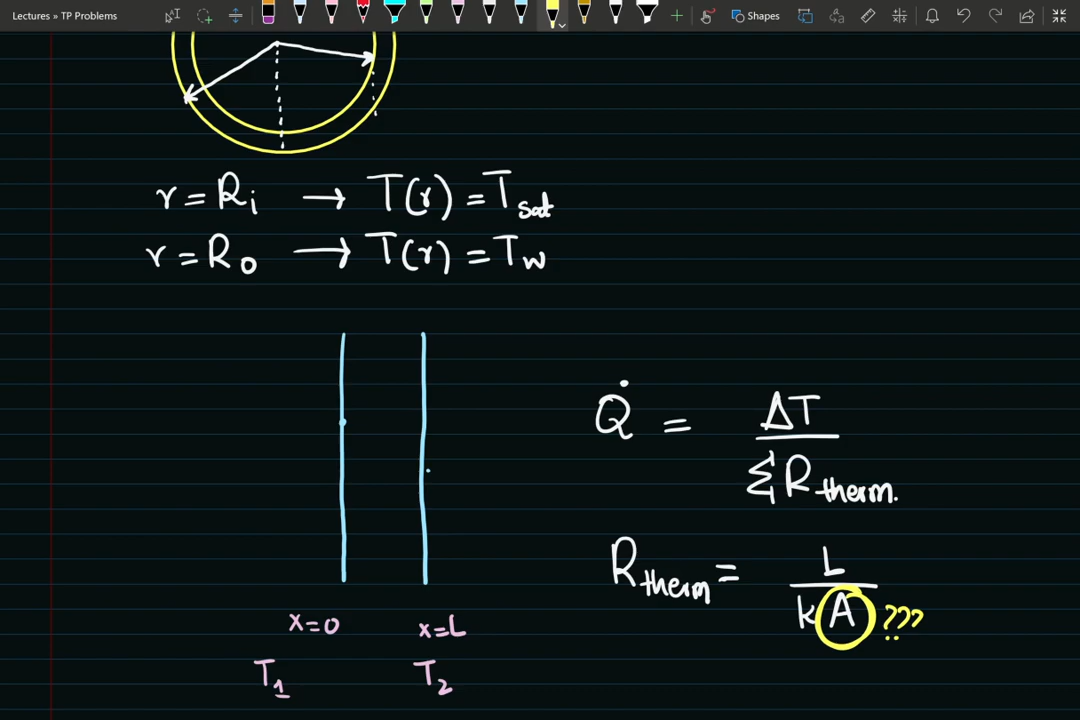 Lectures » TP Problems
Shapes
r = Ri → T(r) = Tsat
r = Ro → T(r) = Tw
Q̇ = ΔT / ΣRtherm.
Rtherm = L / kA ???
x=0 x=L
T1 T2